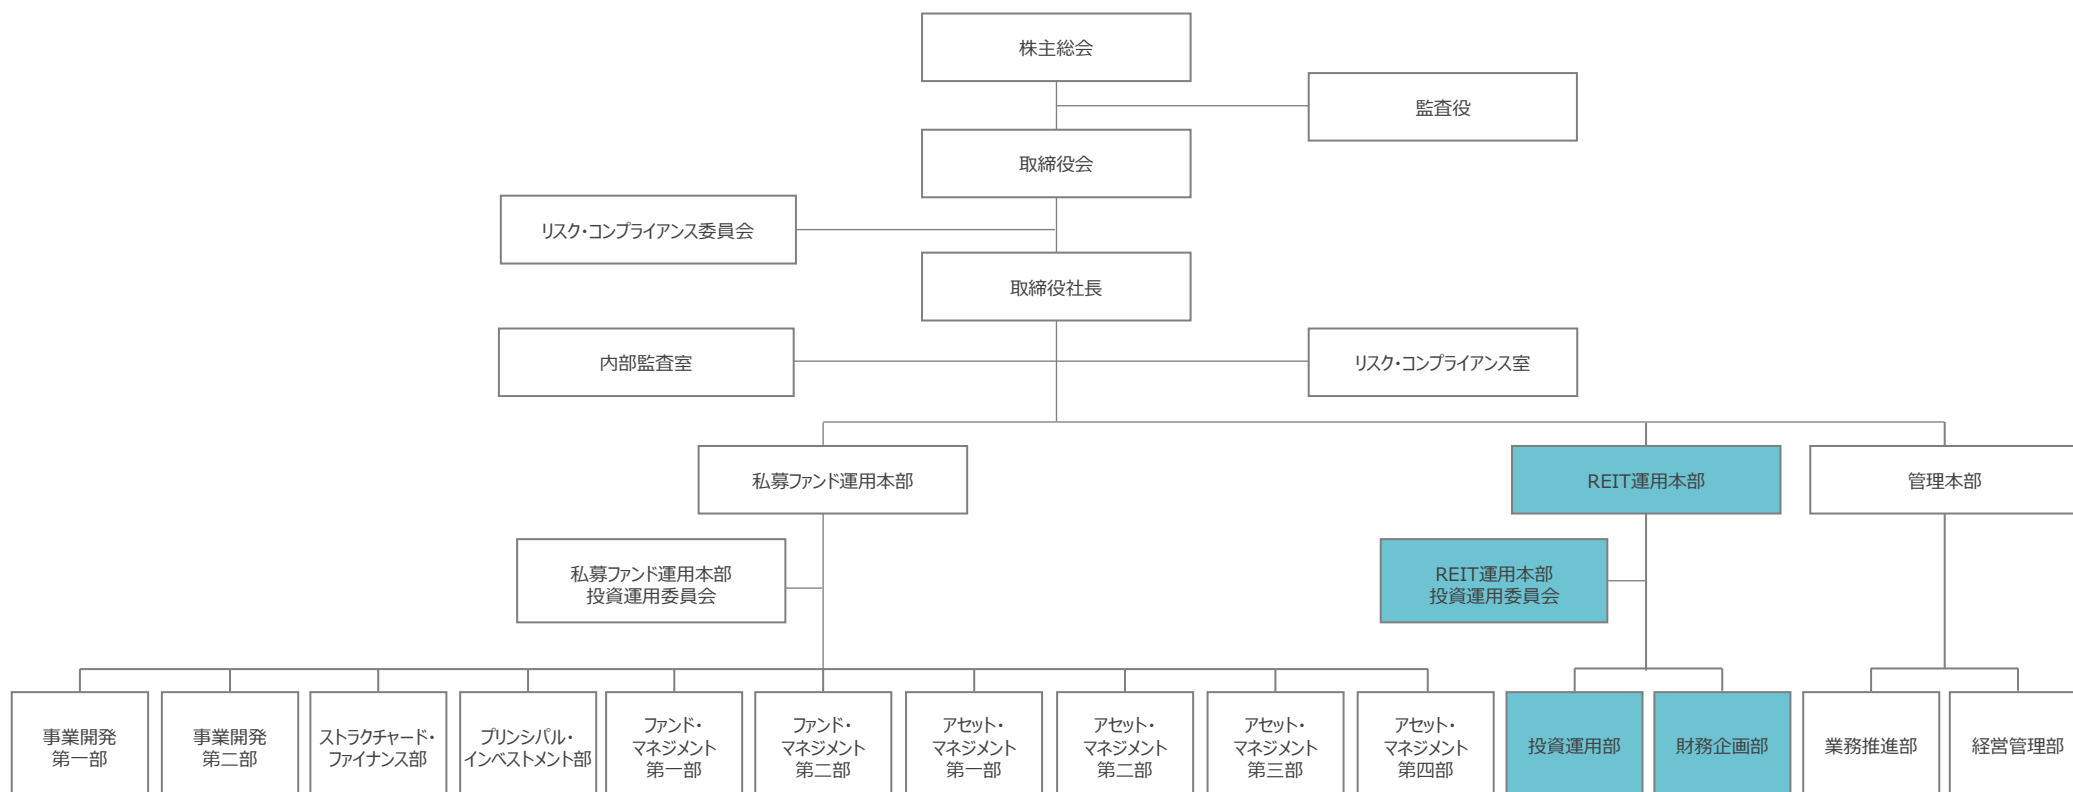 株主総会
監査役
取締役会
リスク・コンプライアンス委員会
取締役社長
内部監査室
リスク・コンプライアンス室
私募ファンド運用本部
REIT運用本部
管理本部
私募ファンド運用本部
投資運用委員会
REIT運用本部
投資運用委員会
事業開発
第一部
事業開発
第二部
ストラクチャード・
ファイナンス部
プリンシパル・
インベストメント部
ファンド・
マネジメント
第一部
ファンド・
マネジメント
第二部
アセット・
マネジメント
第一部
アセット・
マネジメント
第二部
アセット・
マネジメント
第三部
アセット・
マネジメント
第四部
投資運用部
財務企画部
業務推進部
経営管理部